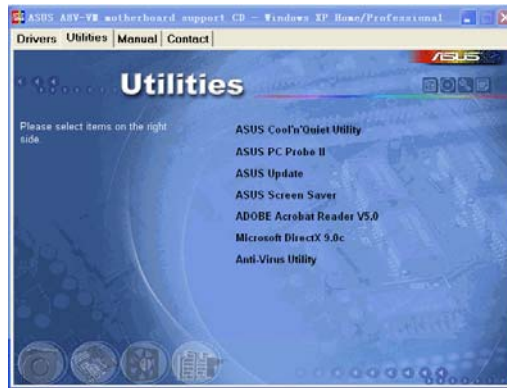 ASUS A8V-VM motherboard support CD - Windows XP Home/Professional
Drivers Utilities Manual Contact
ASUS
Utilities
Please select items on the right
side.
ASUS Cool'n'Quiet Utility
ASUS PC Probe II
ASUS Update
ASUS Screen Saver
ADOBE Acrobat Reader V5.0
Microsoft DirectX 9.0c
Anti-Virus Utility